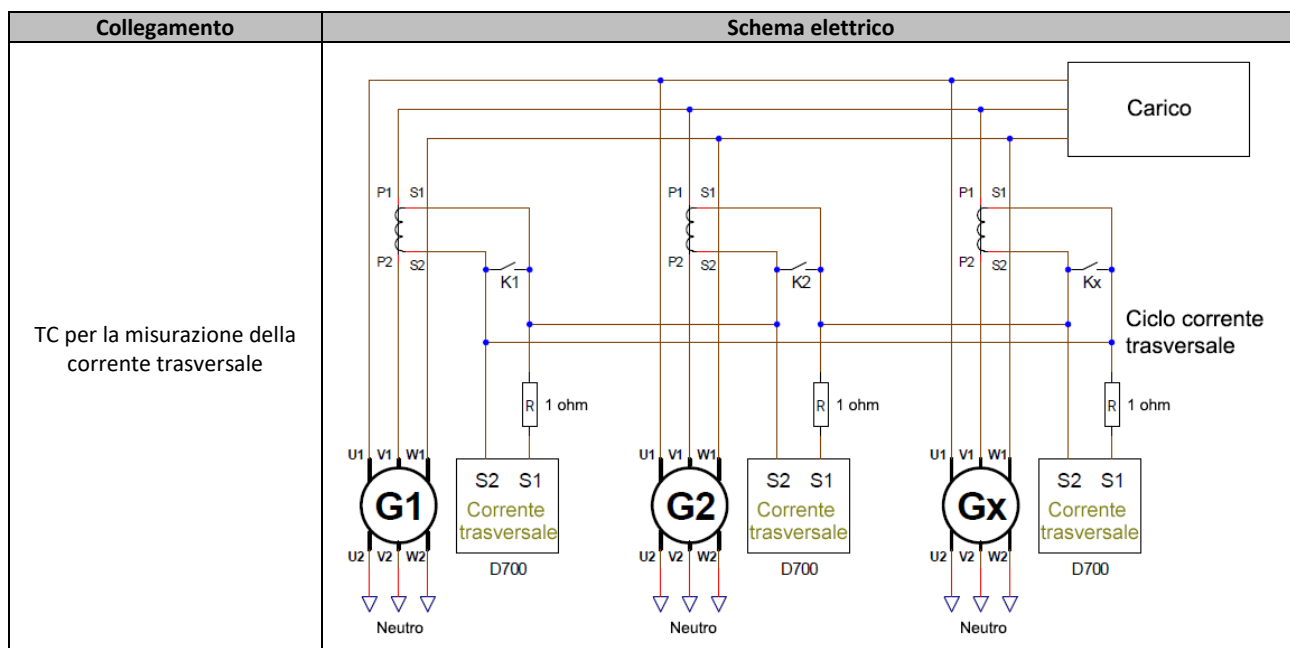 Collegamento
Schema elettrico
TC per la misurazione della
corrente trasversale
Carico
P1 S1
P2 S2
K1
P1 S1
P2 S2
K2
P1 S1
P2 S2
Kx
Ciclo corrente
trasversale
R 1 ohm
R 1 ohm
R 1 ohm
U1 V1 W1
G1
U2 V2 W2
Neutro
S2 S1
Corrente
trasversale
D700
U1 V1 W1
G2
U2 V2 W2
Neutro
S2 S1
Corrente
trasversale
D700
U1 V1 W1
Gx
U2 V2 W2
Neutro
S2 S1
Corrente
trasversale
D700